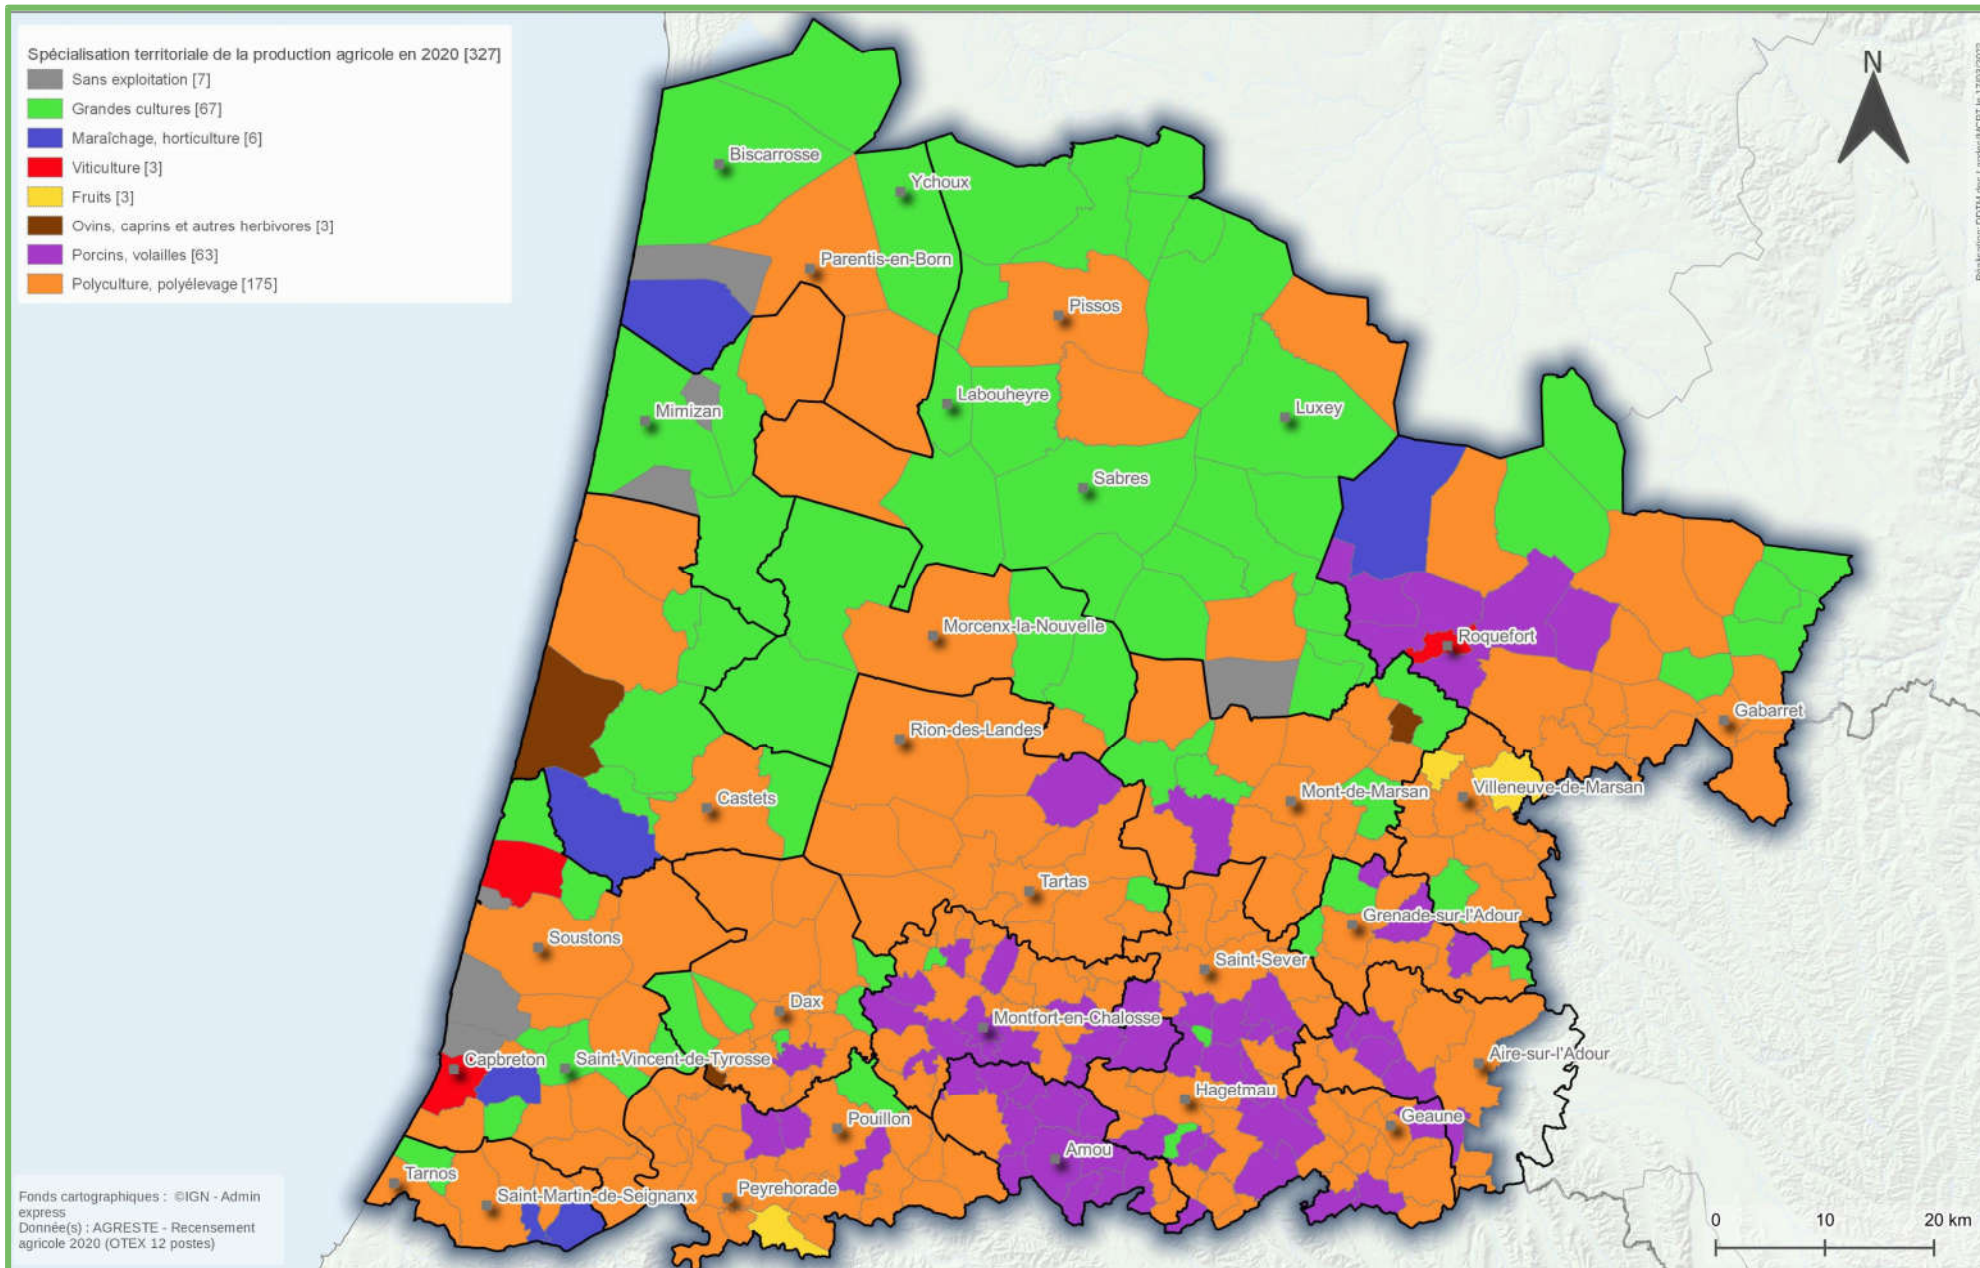 Spécialisation territoriale de la production agricole en 2020 [327]
Sans exploitation [7]
Grandes cultures [67]
Maraîchage, horticulture [6]
Viticulture [3]
Fruits [3]
Ovins, caprins et autres herbivores [3]
Porcins, volailles [63]
Polyculture, polyélevage [175]
N
Biscarrosse
Ychoux
Parentis-en-Born
Pissos
Labouheyre
Mimizan
Luxey
Sabres
Morcenx-la-Nouvelle
Roquefort
Gabarret
Rion-des-Landes
Castets
Mont-de-Marsan
Villeneuve-de-Marsan
Tartas
Grenade-sur-l'Adour
Soustons
Saint-Sever
Dax
Montfort-en-Chalosse
Capbreton
Saint-Vincent-de-Tyrosse
Aire-sur-l'Adour
Hagetmau
Pouillon
Geaune
Amou
Tarnos
Saint-Martin-de-Seignanx
Peyrehorade
Fonds cartographiques : ©IGN - Admin
express
Donnée(s) : AGRESTE - Recensement
agricole 2020 (OTEX 12 postes)
0 10 20 km